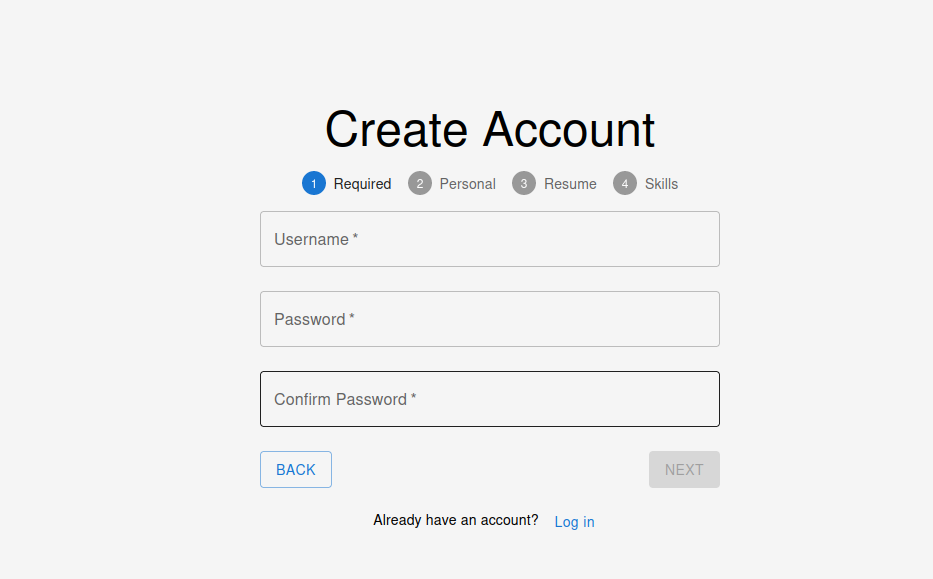 Create Account
1 Required 2 Personal 3 Resume 4 Skills
Username *
Password *
Confirm Password *
BACK NEXT
Already have an account? Log in